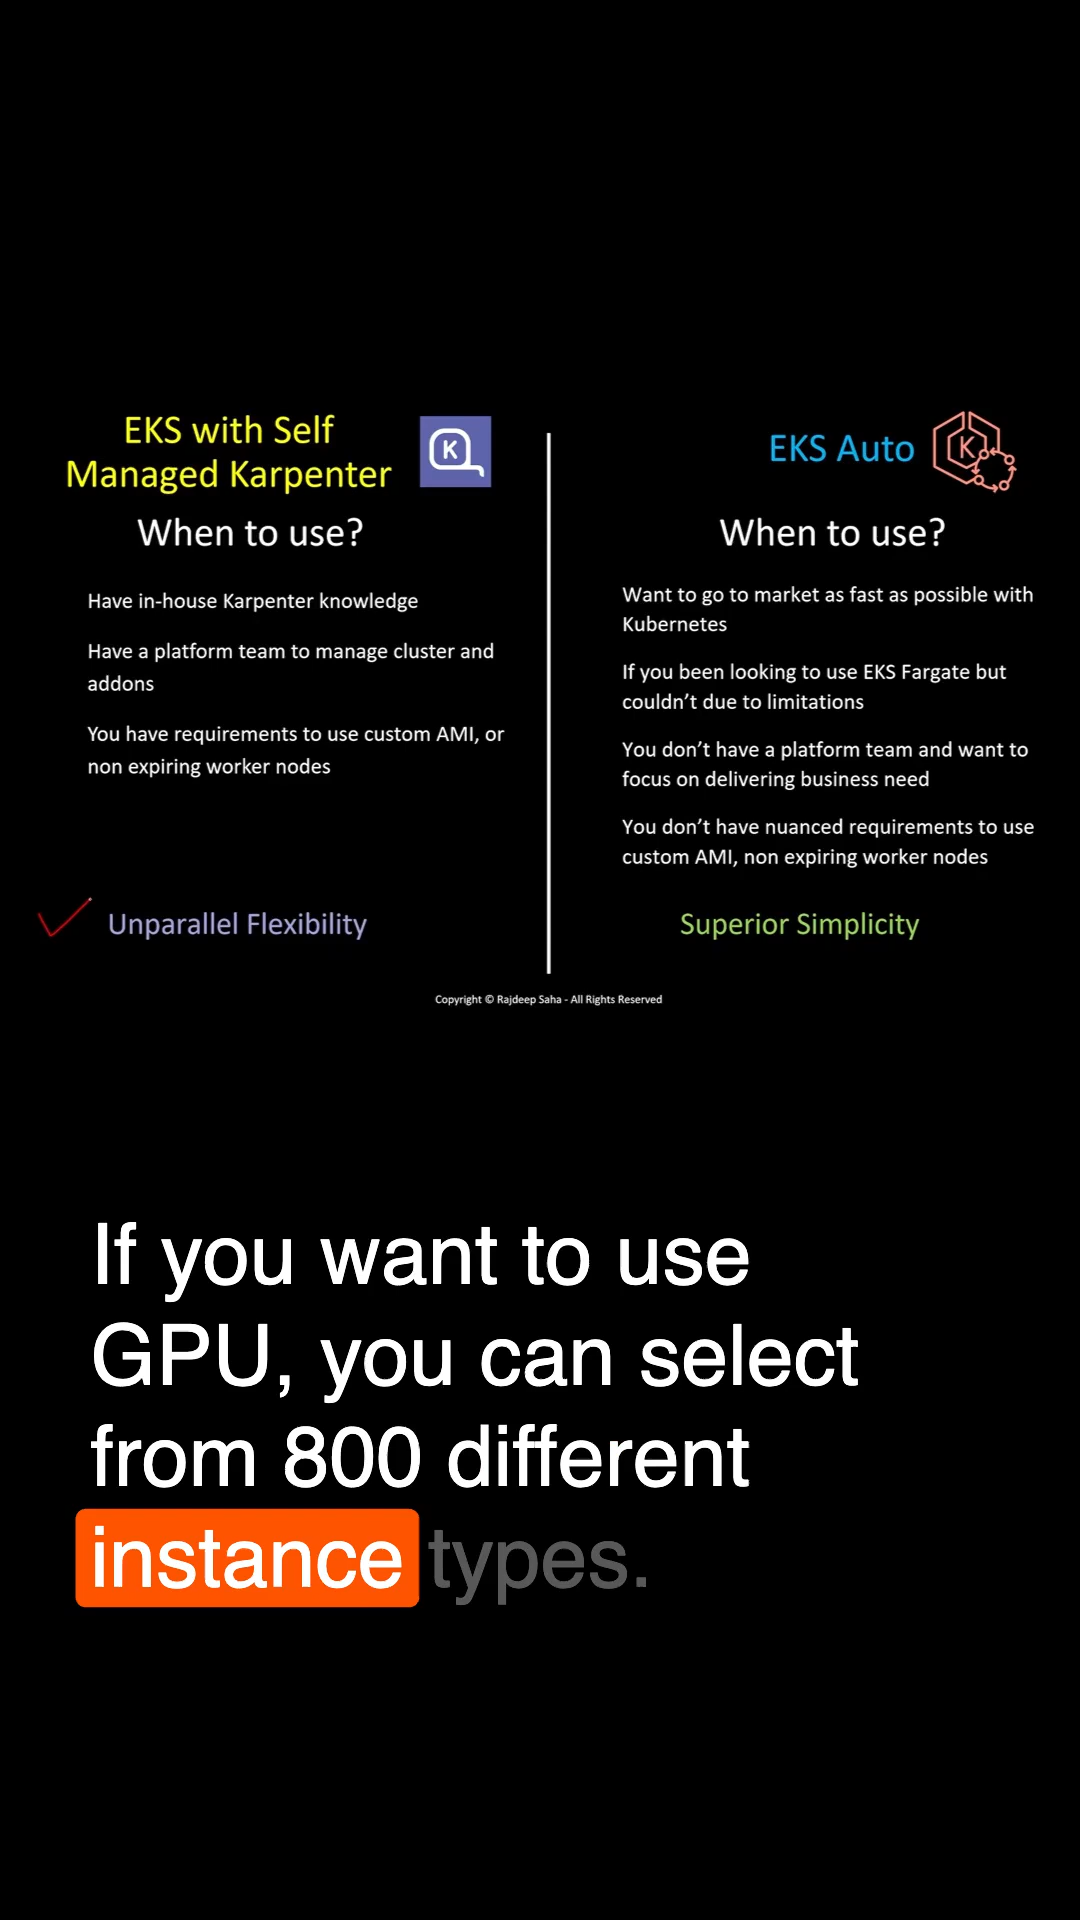 EKS with Self
Managed Karpenter
K
When to use?
Have in-house Karpenter knowledge
Have a platform team to manage cluster and
addons
You have requirements to use custom AMI, or
non expiring worker nodes
Unparallel Flexibility
EKS Auto
K
When to use?
Want to go to market as fast as possible with
Kubernetes
If you been looking to use EKS Fargate but
couldn't due to limitations
You don't have a platform team and want to
focus on delivering business need
You don't have nuanced requirements to use
custom AMI, non expiring worker nodes
Superior Simplicity
Copyright © Rajdeep Saha - All Rights Reserved
If you want to use
GPU, you can select
from 800 different
instance types.